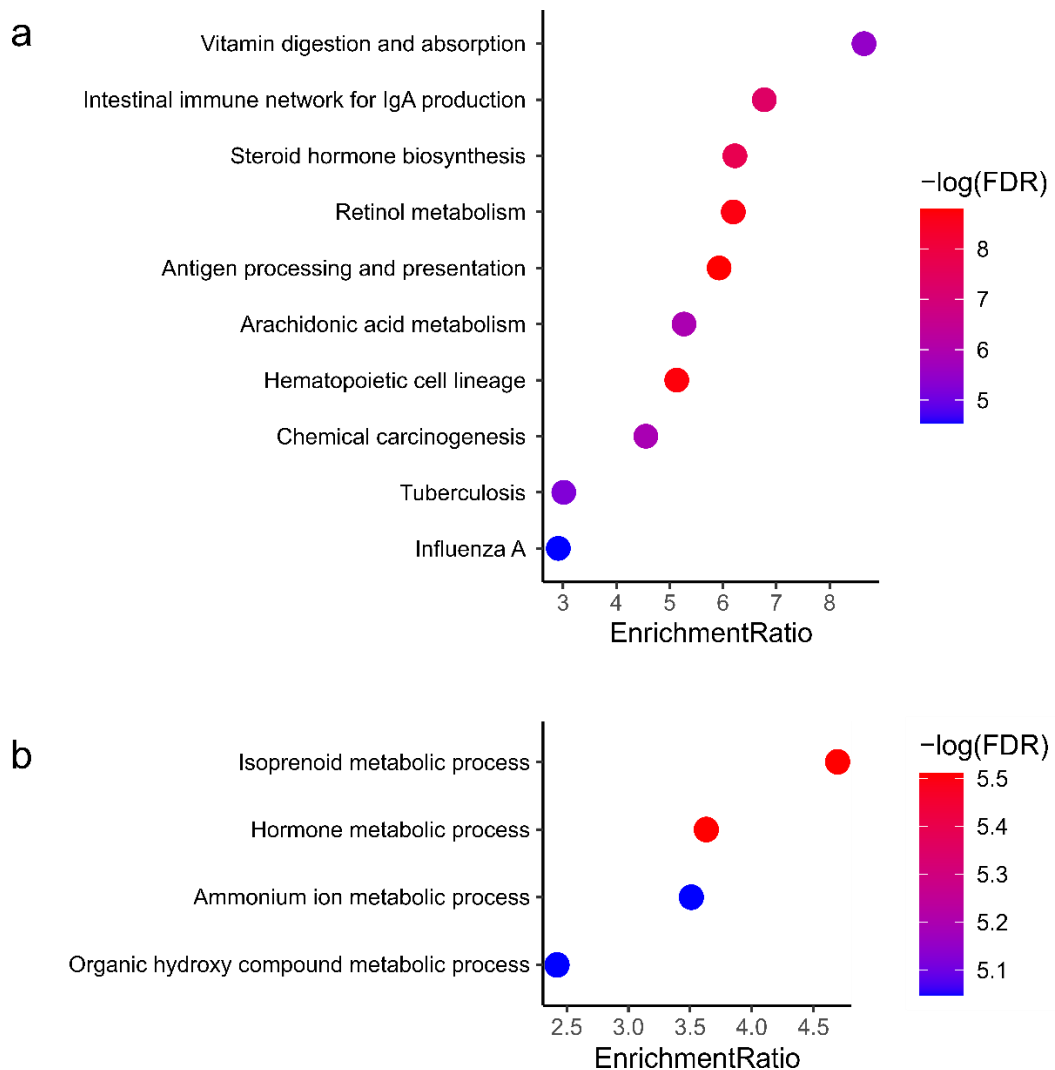 a
Vitamin digestion and absorption
Intestinal immune network for IgA production
Steroid hormone biosynthesis
Retinol metabolism
Antigen processing and presentation
Arachidonic acid metabolism
Hematopoietic cell lineage
Chemical carcinogenesis
Tuberculosis
Influenza A
3 4 5 6 7 8
EnrichmentRatio
−log(FDR)
8
7
6
5
b
Isoprenoid metabolic process
Hormone metabolic process
Ammonium ion metabolic process
Organic hydroxy compound metabolic process
2.5 3.0 3.5 4.0 4.5
EnrichmentRatio
−log(FDR)
5.5
5.4
5.3
5.2
5.1